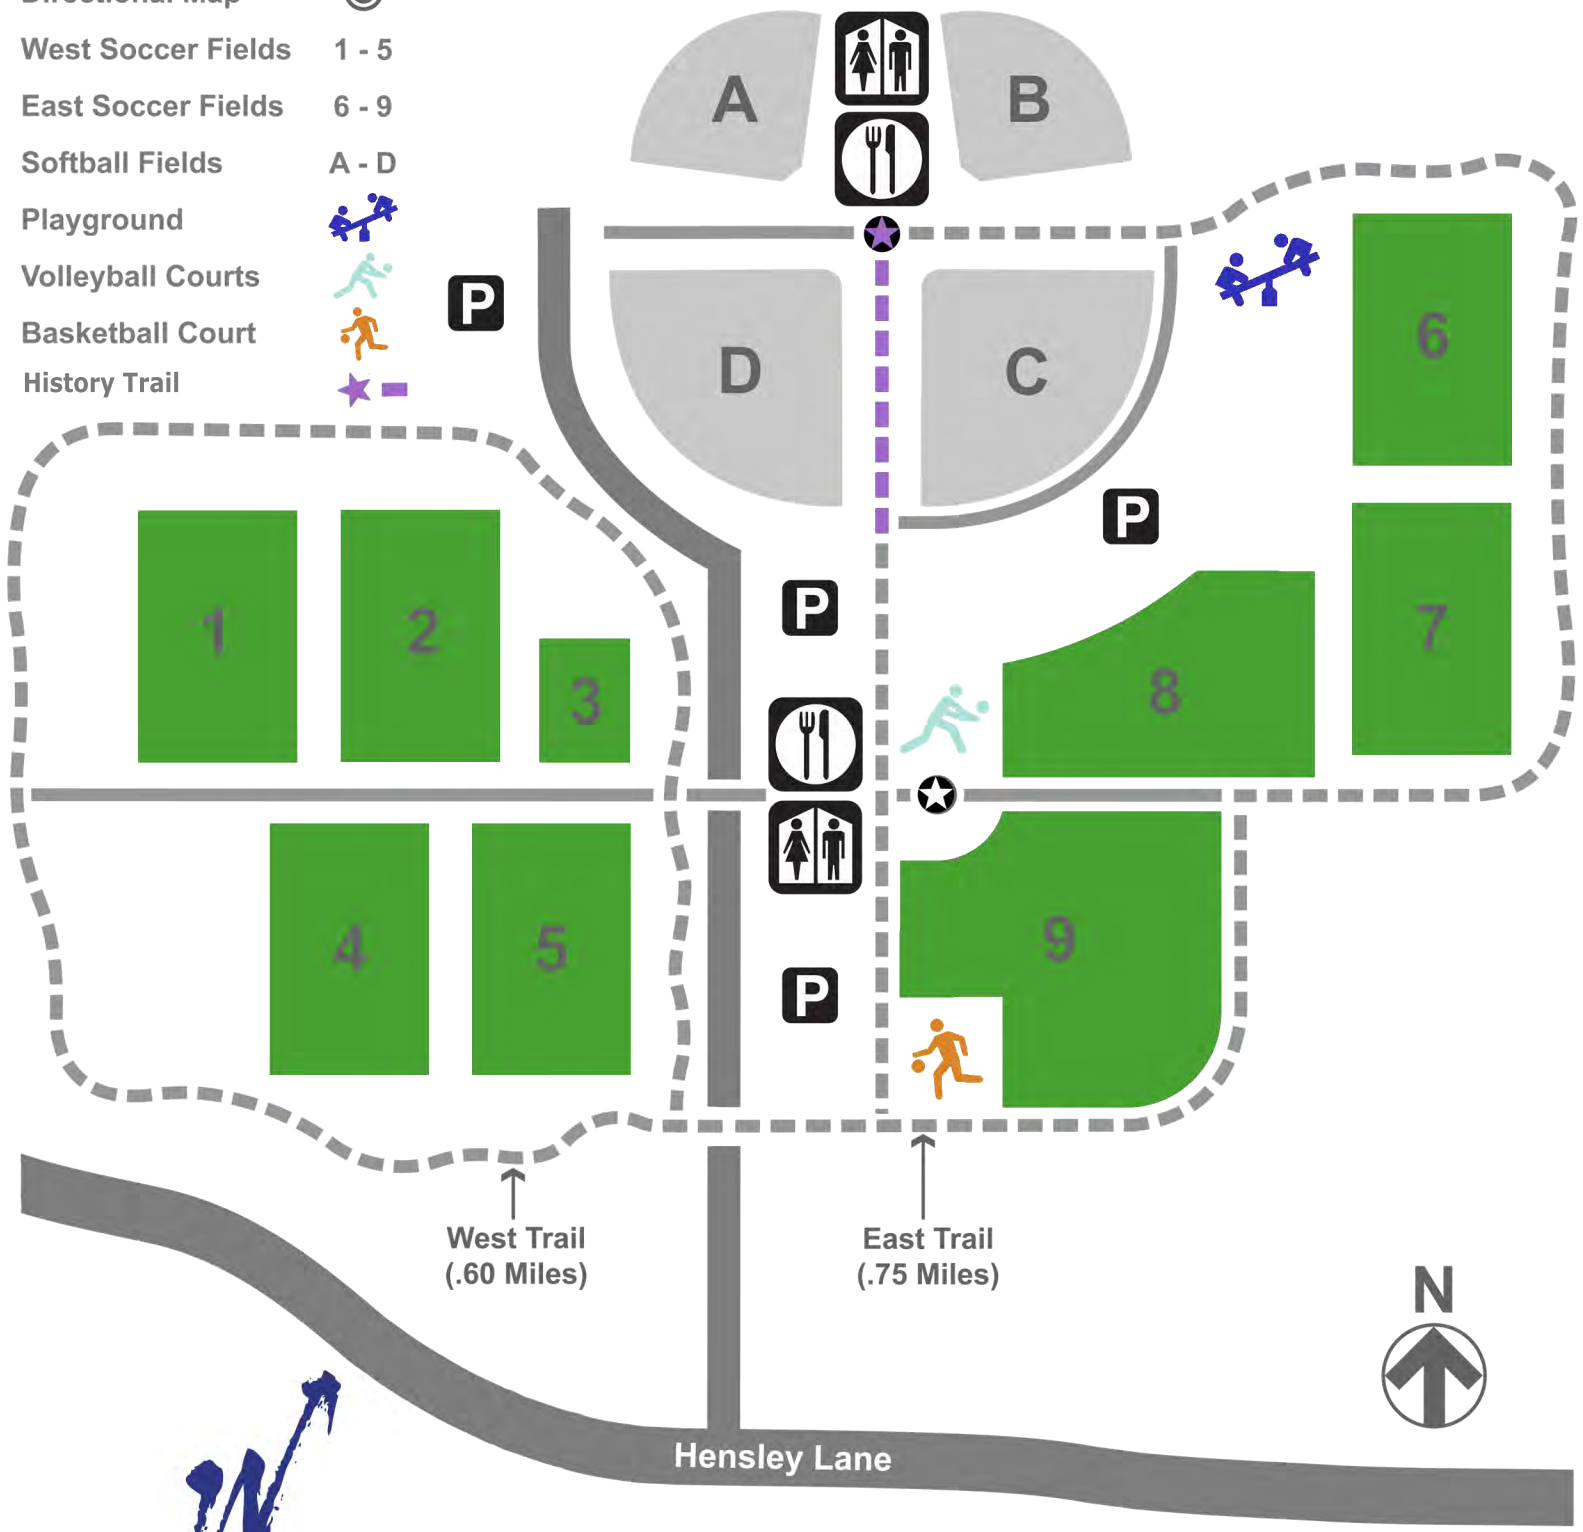 Directional Map
West Soccer Fields 1 - 5
East Soccer Fields 6 - 9
Softball Fields A - D
Playground
Volleyball Courts
Basketball Court
History Trail
A
B
P
D
C
6
P
1
2
3
P
8
7
4
5
9
P
West Trail
(.60 Miles)
East Trail
(.75 Miles)
N
Hensley Lane